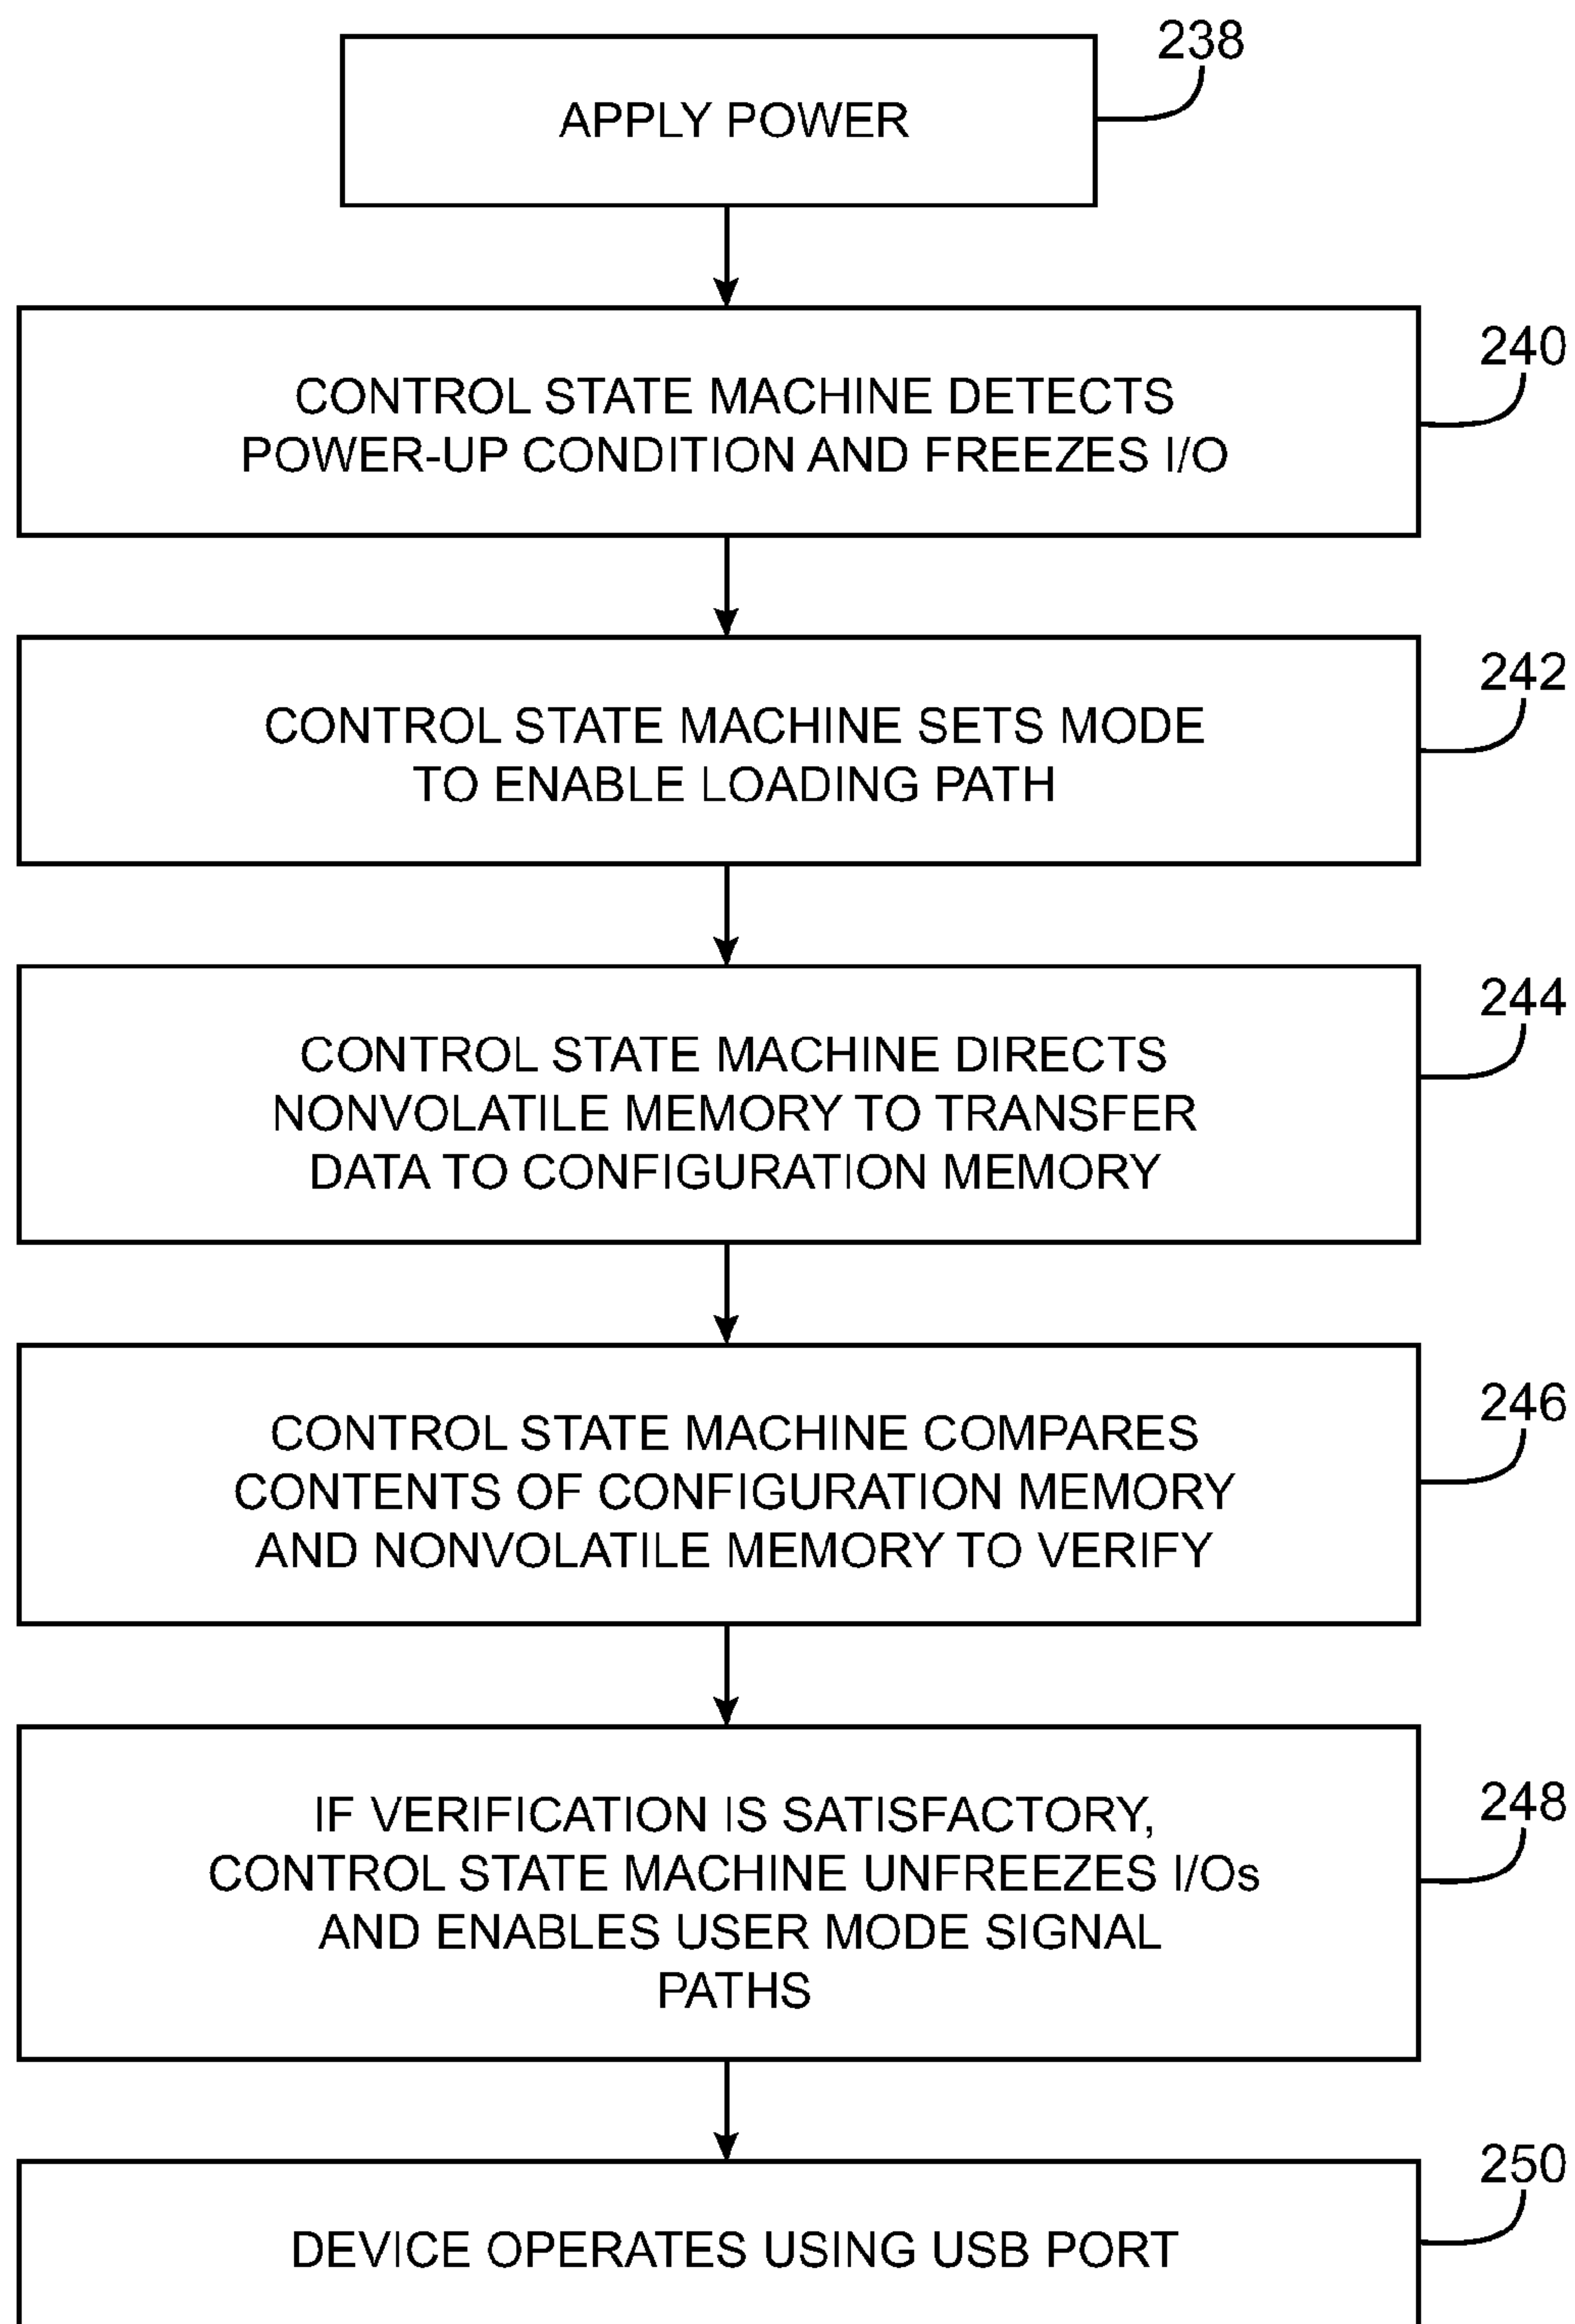 238
APPLY POWER
240
CONTROL STATE MACHINE DETECTS
POWER-UP CONDITION AND FREEZES I/O
242
CONTROL STATE MACHINE SETS MODE
TO ENABLE LOADING PATH
244
CONTROL STATE MACHINE DIRECTS
NONVOLATILE MEMORY TO TRANSFER
DATA TO CONFIGURATION MEMORY
246
CONTROL STATE MACHINE COMPARES
CONTENTS OF CONFIGURATION MEMORY
AND NONVOLATILE MEMORY TO VERIFY
248
IF VERIFICATION IS SATISFACTORY,
CONTROL STATE MACHINE UNFREEZES I/Os
AND ENABLES USER MODE SIGNAL
PATHS
250
DEVICE OPERATES USING USB PORT